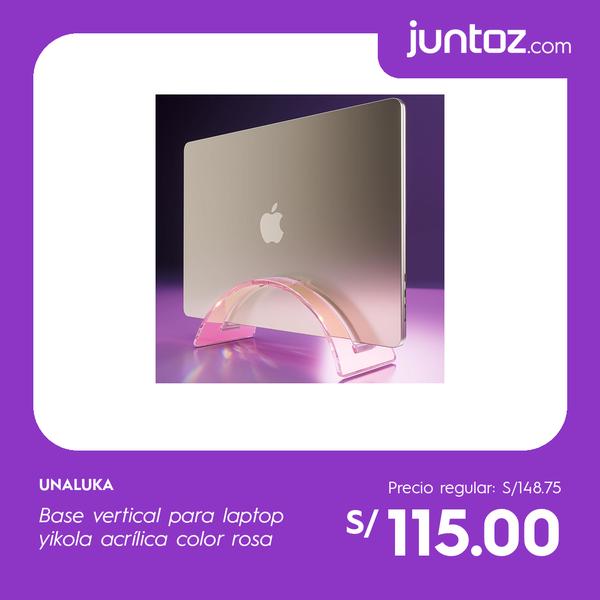 juntoz.com
UNALUKA
Base vertical para laptop
yikola acrílica color rosa
Precio regular: S/148.75
S/115.00